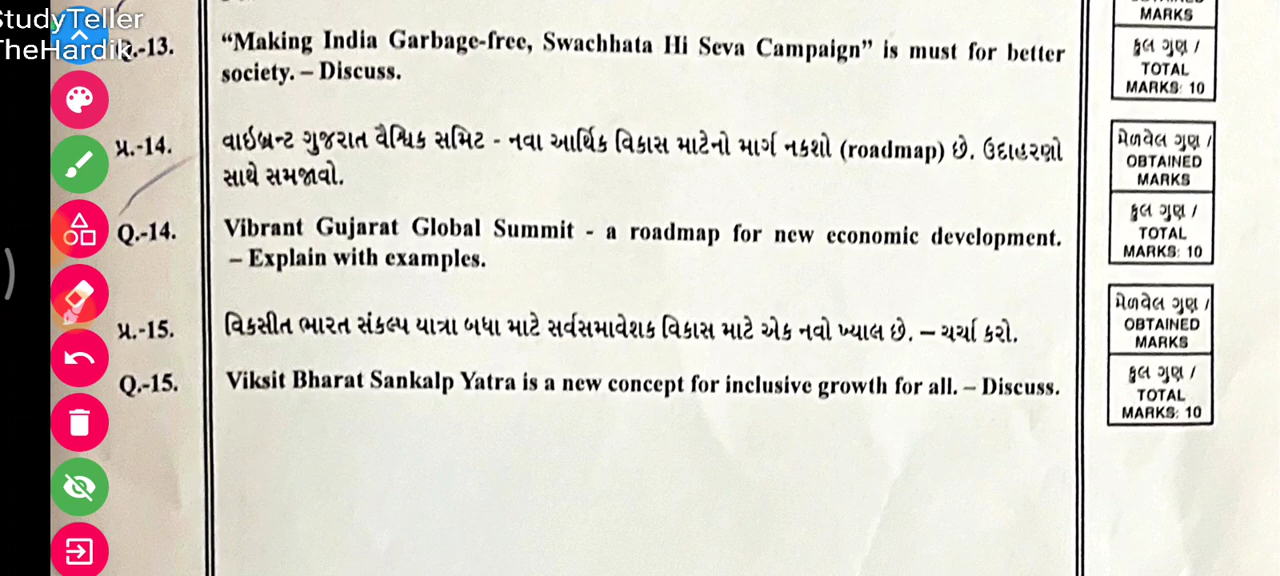 StudyTeller
TheHardik
Q.-13. “Making India Garbage-free, Swachhata Hi Seva Campaign” is must for better
society. – Discuss.
MARKS
કુલ ગુણ /
TOTAL
MARKS: 10
પ્ર.-14. વાઇબ્રન્ટ ગુજરાત વૈશ્વિક સમિટ - નવા આર્થિક વિકાસ માટેનો માર્ગ નકશો (roadmap) છે. ઉદાહરણો
સાથે સમજાવો.
મેળવેલ ગુણ /
OBTAINED
MARKS
Q.-14. Vibrant Gujarat Global Summit - a roadmap for new economic development.
– Explain with examples.
કુલ ગુણ /
TOTAL
MARKS: 10
પ્ર.-15. વિકસીત ભારત સંકલ્પ યાત્રા બધા માટે સર્વસમાવેશક વિકાસ માટે એક નવો ખ્યાલ છે. – ચર્ચા કરો.
મેળવેલ ગુણ /
OBTAINED
MARKS
Q.-15. Viksit Bharat Sankalp Yatra is a new concept for inclusive growth for all. – Discuss.
કુલ ગુણ /
TOTAL
MARKS: 10